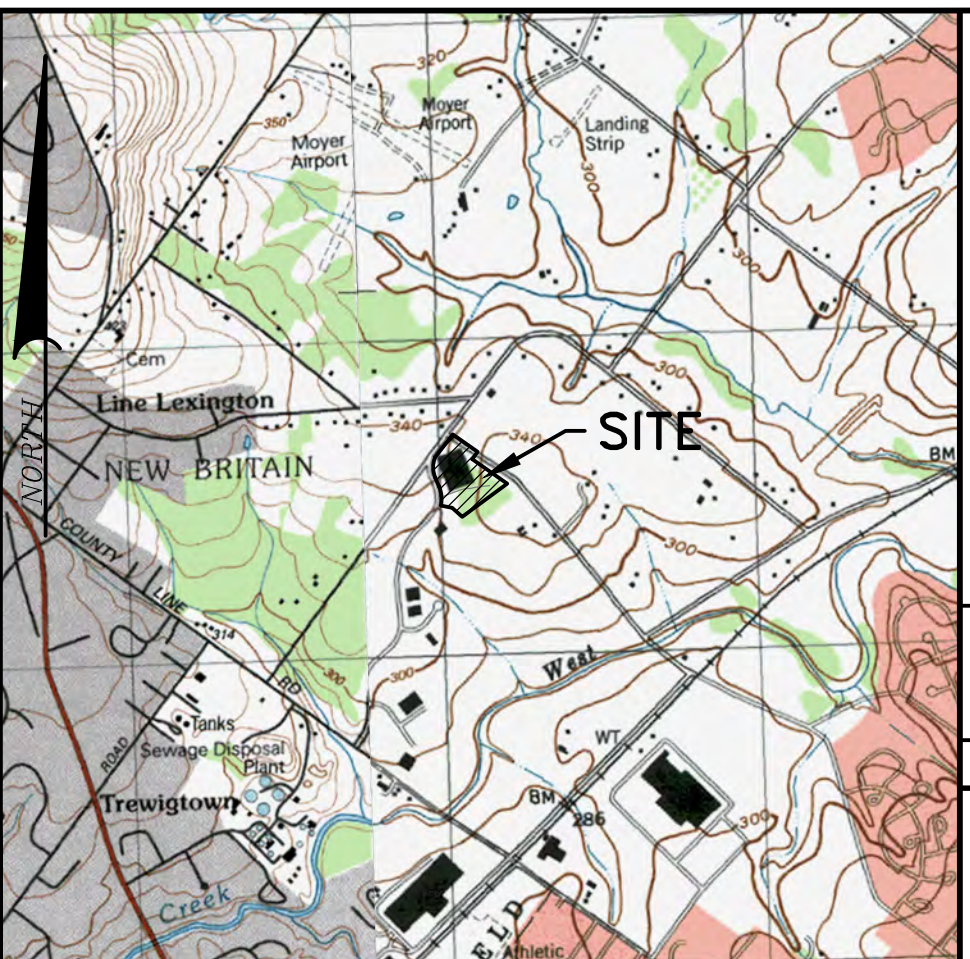 320
350
Moyer
Airport
Moyer
Airport
Landing
Strip
300
300
403
Cem
300
Line Lexington
340
340
SITE
NEW BRITAIN
BM
NORTH
COUNTY
LINE
RD
314
300
300
300
West
Tanks
Sewage Disposal
Plant
ROAD
WT
Trewigtown
BM
286
300
Creek
ELD
Athletic